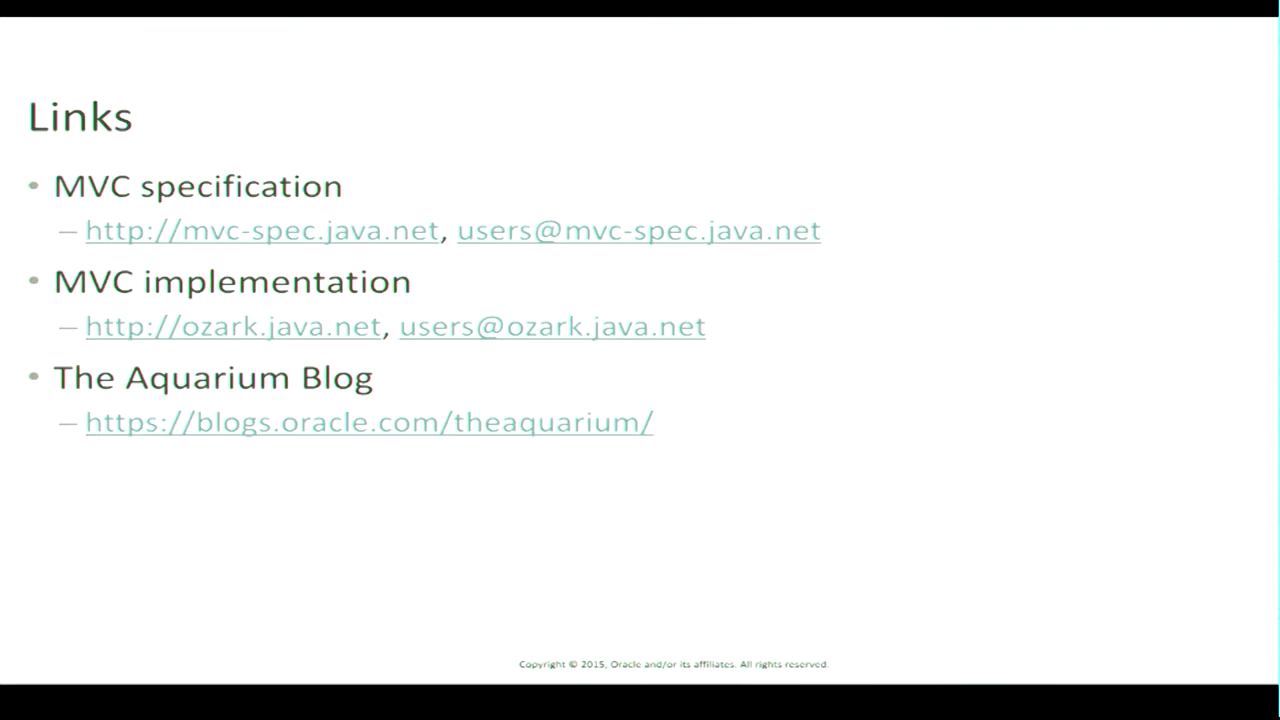 Links
• MVC specification
– http://mvc-spec.java.net, users@mvc-spec.java.net
• MVC implementation
– http://ozark.java.net, users@ozark.java.net
• The Aquarium Blog
– https://blogs.oracle.com/theaquarium/
Copyright © 2015, Oracle and/or its affiliates. All rights reserved.